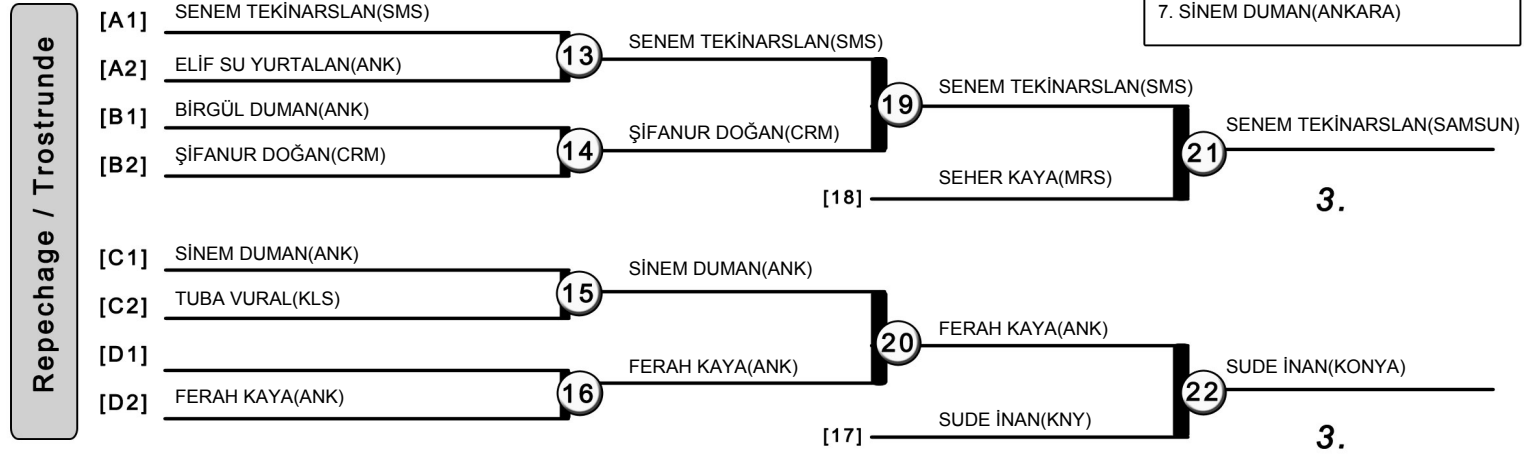 Repechage / Trostrunde
7. SİNEM DUMAN(ANKARA)
[A1] SENEM TEKİNARSLAN(SMS)
[A2] ELİF SU YURTALAN(ANK)
13
SENEM TEKİNARSLAN(SMS)
[B1] BİRGÜL DUMAN(ANK)
[B2] ŞİFANUR DOĞAN(CRM)
14
ŞİFANUR DOĞAN(CRM)
19
SENEM TEKİNARSLAN(SMS)
[18] SEHER KAYA(MRS)
21
SENEM TEKİNARSLAN(SAMSUN)
3.
[C1] SİNEM DUMAN(ANK)
[C2] TUBA VURAL(KLS)
15
SİNEM DUMAN(ANK)
[D1]
[D2] FERAH KAYA(ANK)
16
FERAH KAYA(ANK)
20
FERAH KAYA(ANK)
[17] SUDE İNAN(KNY)
22
SUDE İNAN(KONYA)
3.